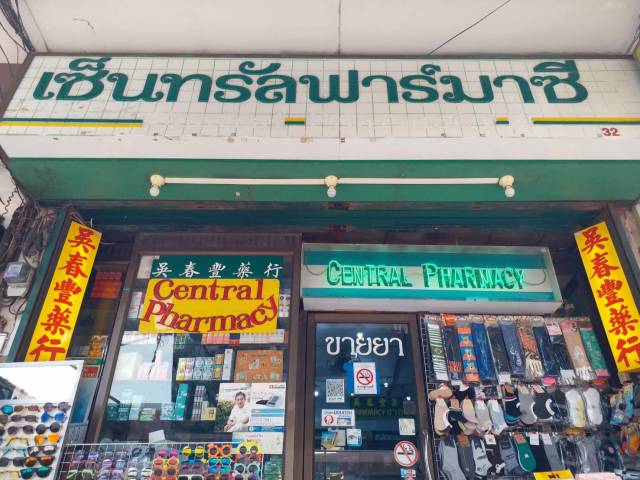 เซ็นทรัลฟาร์มาซี
32
吳春豐藥行
吳春豐藥行
Central
Pharmacy
CENTRAL PHARMACY
吳春豐藥行
ขายยา